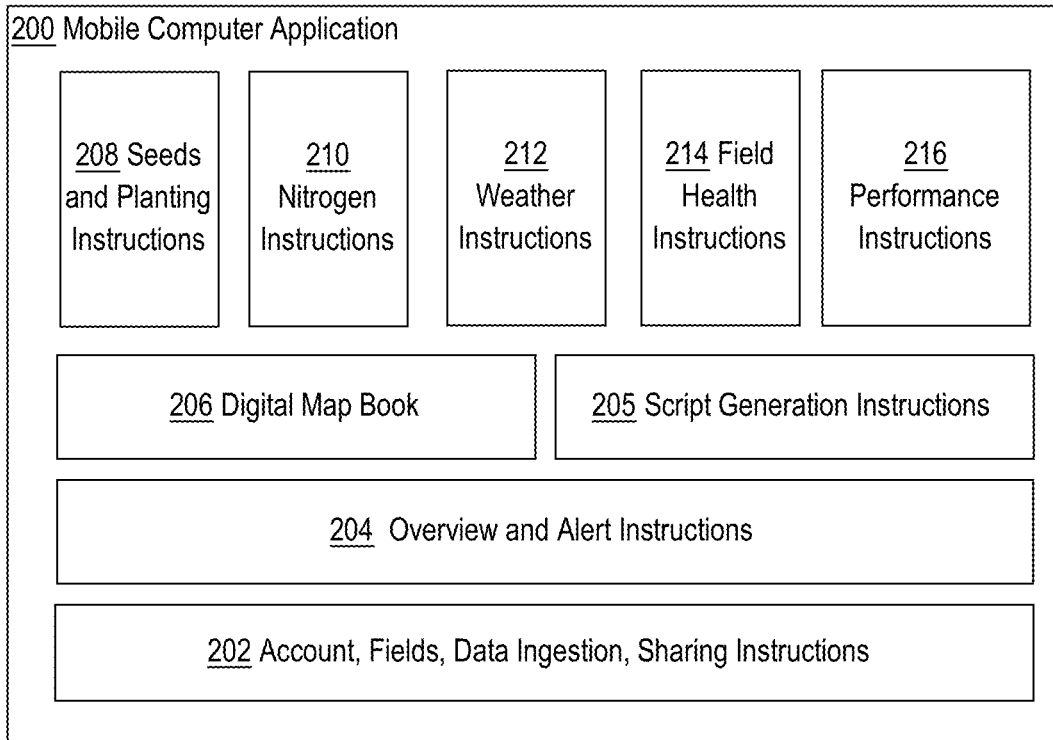 200 Mobile Computer Application
208 Seeds
and Planting
Instructions
210
Nitrogen
Instructions
212
Weather
Instructions
214 Field
Health
Instructions
216
Performance
Instructions
206 Digital Map Book
205 Script Generation Instructions
204 Overview and Alert Instructions
202 Account, Fields, Data Ingestion, Sharing Instructions